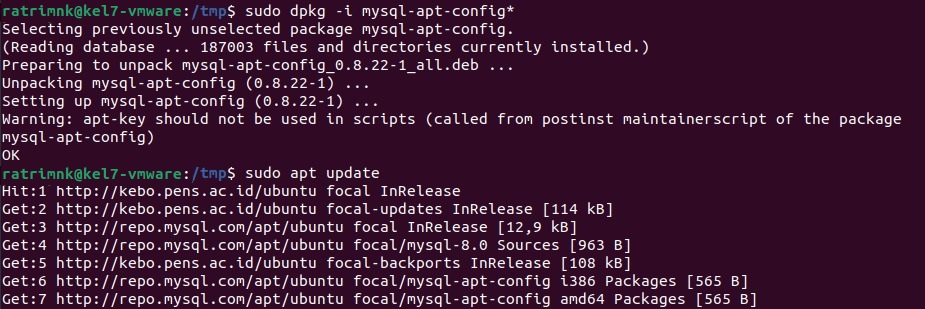 ratrimnk@kel7-vmware:/tmp$ sudo dpkg -i mysql-apt-config*
Selecting previously unselected package mysql-apt-config.
(Reading database ... 187003 files and directories currently installed.)
Preparing to unpack mysql-apt-config_0.8.22-1_all.deb ...
Unpacking mysql-apt-config (0.8.22-1) ...
Setting up mysql-apt-config (0.8.22-1) ...
Warning: apt-key should not be used in scripts (called from postinst maintainerscript of the package
mysql-apt-config)
OK
ratrimnk@kel7-vmware:/tmp$ sudo apt update
Hit:1 http://kebo.pens.ac.id/ubuntu focal InRelease
Get:2 http://kebo.pens.ac.id/ubuntu focal-updates InRelease [114 kB]
Get:3 http://repo.mysql.com/apt/ubuntu focal InRelease [12,9 kB]
Get:4 http://repo.mysql.com/apt/ubuntu focal/mysql-8.0 Sources [963 B]
Get:5 http://kebo.pens.ac.id/ubuntu focal-backports InRelease [108 kB]
Get:6 http://repo.mysql.com/apt/ubuntu focal/mysql-apt-config i386 Packages [565 B]
Get:7 http://repo.mysql.com/apt/ubuntu focal/mysql-apt-config amd64 Packages [565 B]